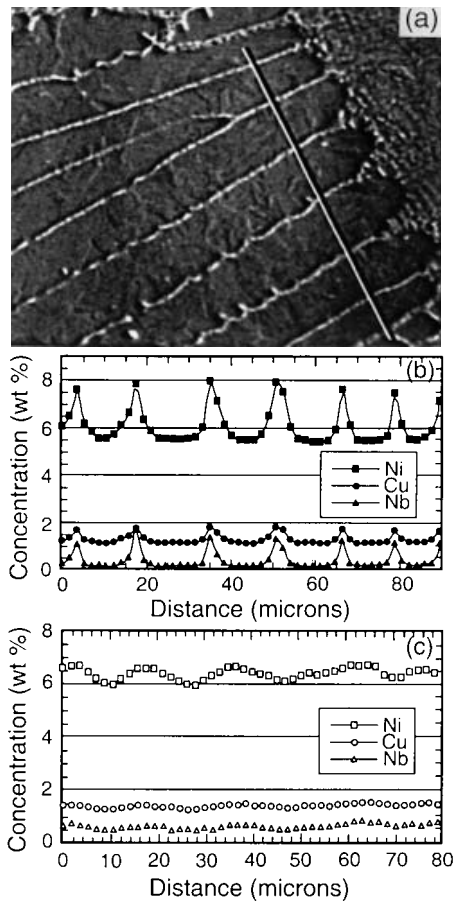 (a)
(b)
Concentration (wt %)
8
6
4
2
0
Ni
Cu
Nb
0 20 40 60 80
Distance (microns)
(c)
Concentration (wt %)
8
6
4
2
0
Ni
Cu
Nb
0 10 20 30 40 50 60 70 80
Distance (microns)